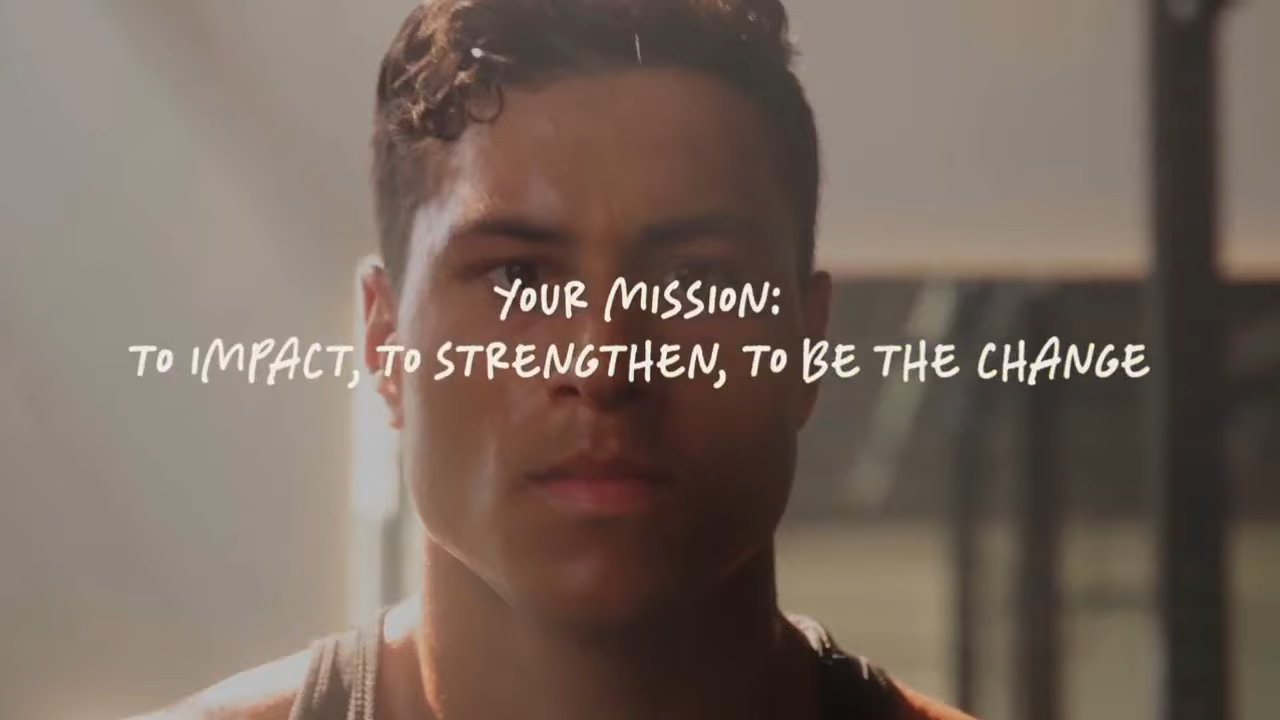 YOUR MISSION:
TO IMPACT, TO STRENGTHEN, TO BE THE CHANGE